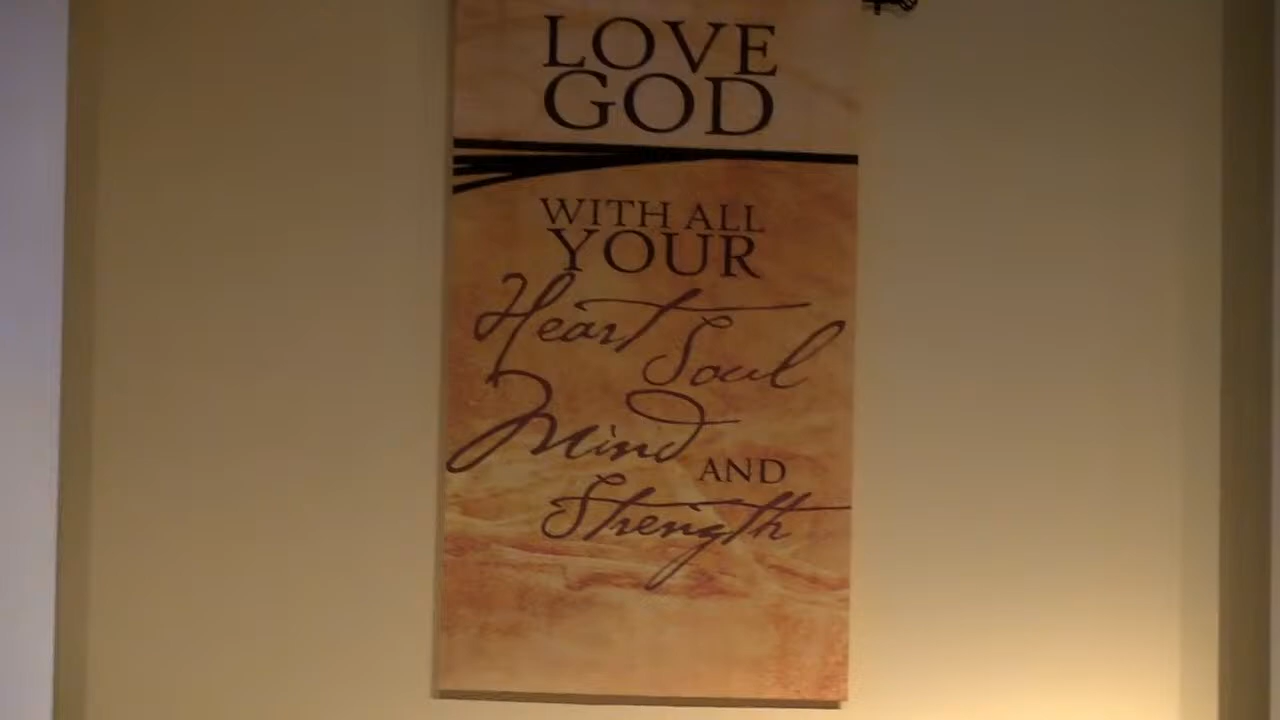 LOVE
GOD
WITH ALL
YOUR
Heart Soul
Mind AND
Strength